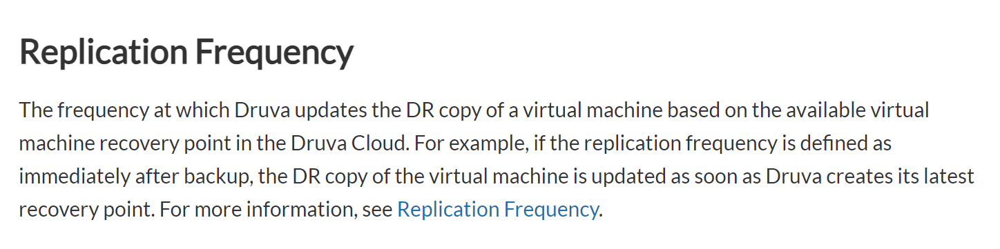 Replication Frequency
The frequency at which Druva updates the DR copy of a virtual machine based on the available virtual
machine recovery point in the Druva Cloud. For example, if the replication frequency is defined as
immediately after backup, the DR copy of the virtual machine is updated as soon as Druva creates its latest
recovery point. For more information, see Replication Frequency.